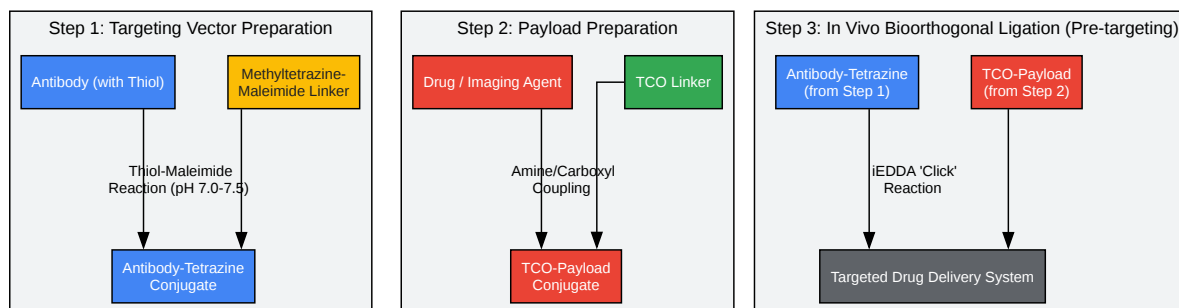 Step 1: Targeting Vector Preparation
Antibody (with Thiol)
Methyltetrazine-
Maleimide Linker
Thiol-Maleimide
Reaction (pH 7.0-7.5)
Antibody-Tetrazine
Conjugate
Step 2: Payload Preparation
Drug / Imaging Agent
TCO Linker
Amine/Carboxyl
Coupling
TCO-Payload
Conjugate
Step 3: In Vivo Bioorthogonal Ligation (Pre-targeting)
Antibody-Tetrazine
(from Step 1)
TCO-Payload
(from Step 2)
iEDDA 'Click'
Reaction
Targeted Drug Delivery System